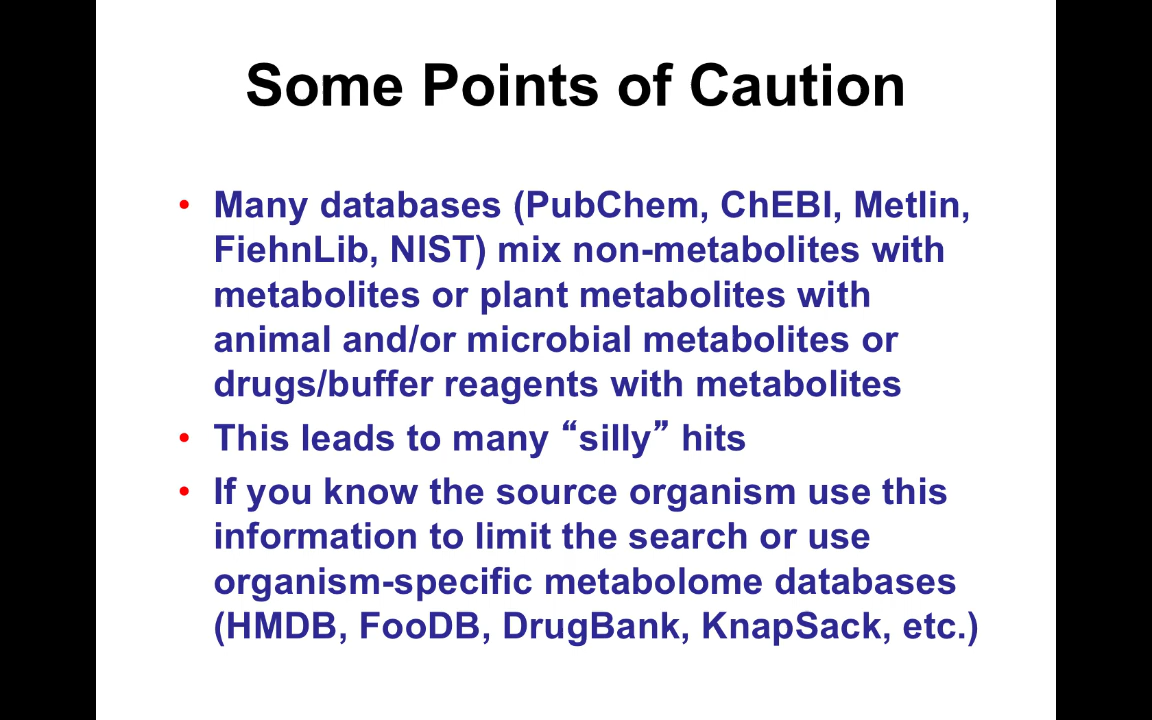 Some Points of Caution
• Many databases (PubChem, ChEBI, Metlin,
FiehnLib, NIST) mix non-metabolites with
metabolites or plant metabolites with
animal and/or microbial metabolites or
drugs/buffer reagents with metabolites
• This leads to many “silly” hits
• If you know the source organism use this
information to limit the search or use
organism-specific metabolome databases
(HMDB, FooDB, DrugBank, KnapSack, etc.)